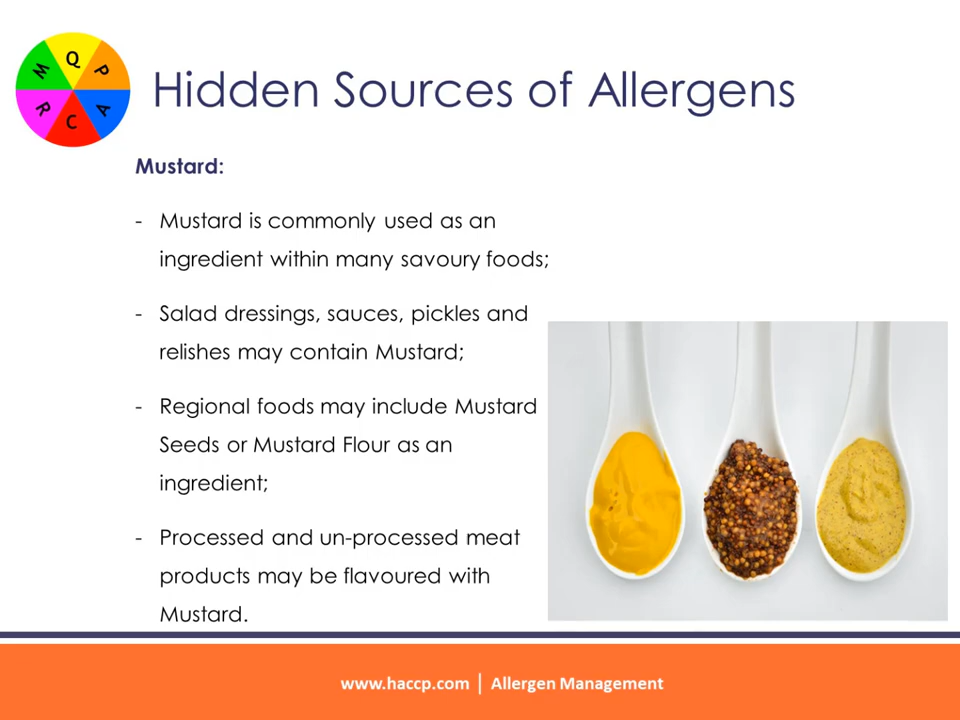 Q
P
A
C
R
M
Hidden Sources of Allergens
Mustard:
- Mustard is commonly used as an
ingredient within many savoury foods;
- Salad dressings, sauces, pickles and
relishes may contain Mustard;
- Regional foods may include Mustard
Seeds or Mustard Flour as an
ingredient;
- Processed and un-processed meat
products may be flavoured with
Mustard.
www.haccp.com | Allergen Management